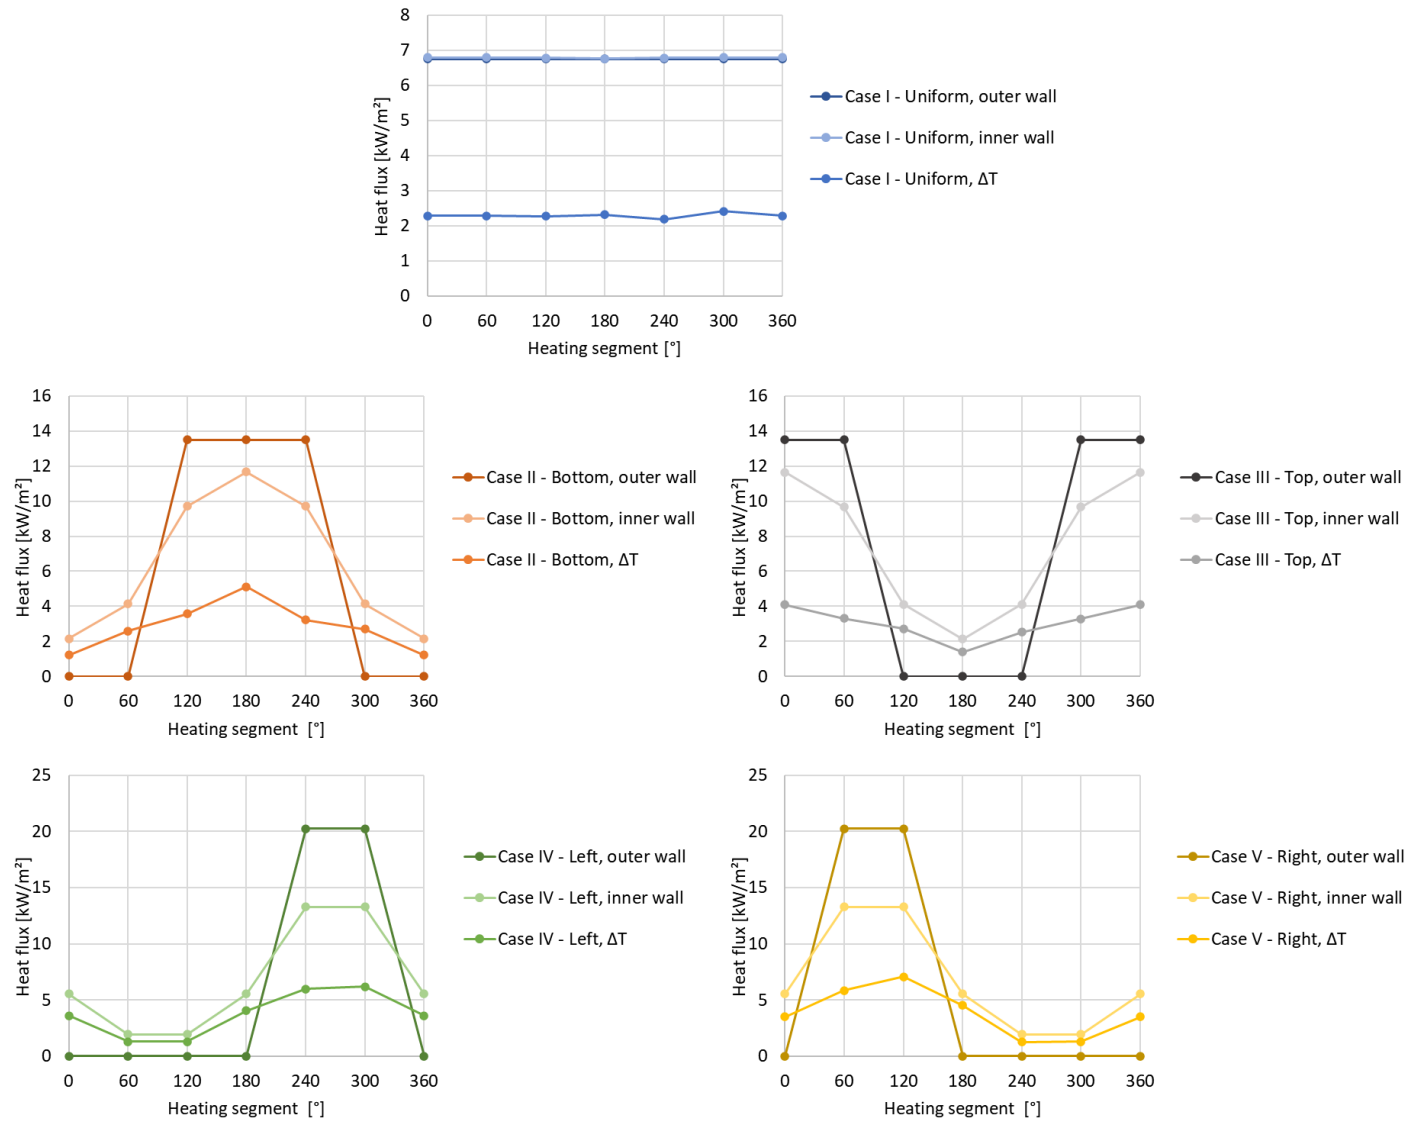 8
7
6
5
4
3
2
1
0
Heat flux [kW/m²]
0 60 120 180 240 300 360
Heating segment [°]
Case I - Uniform, outer wall
Case I - Uniform, inner wall
Case I - Uniform, ΔT
16
14
12
10
8
6
4
2
0
Heat flux [kW/m²]
0 60 120 180 240 300 360
Heating segment [°]
Case II - Bottom, outer wall
Case II - Bottom, inner wall
Case II - Bottom, ΔT
16
14
12
10
8
6
4
2
0
Heat flux [kW/m²]
0 60 120 180 240 300 360
Heating segment [°]
Case III - Top, outer wall
Case III - Top, inner wall
Case III - Top, ΔT
25
20
15
10
5
0
Heat flux [kW/m²]
0 60 120 180 240 300 360
Heating segment [°]
Case IV - Left, outer wall
Case IV - Left, inner wall
Case IV - Left, ΔT
25
20
15
10
5
0
Heat flux [kW/m²]
0 60 120 180 240 300 360
Heating segment [°]
Case V - Right, outer wall
Case V - Right, inner wall
Case V - Right, ΔT